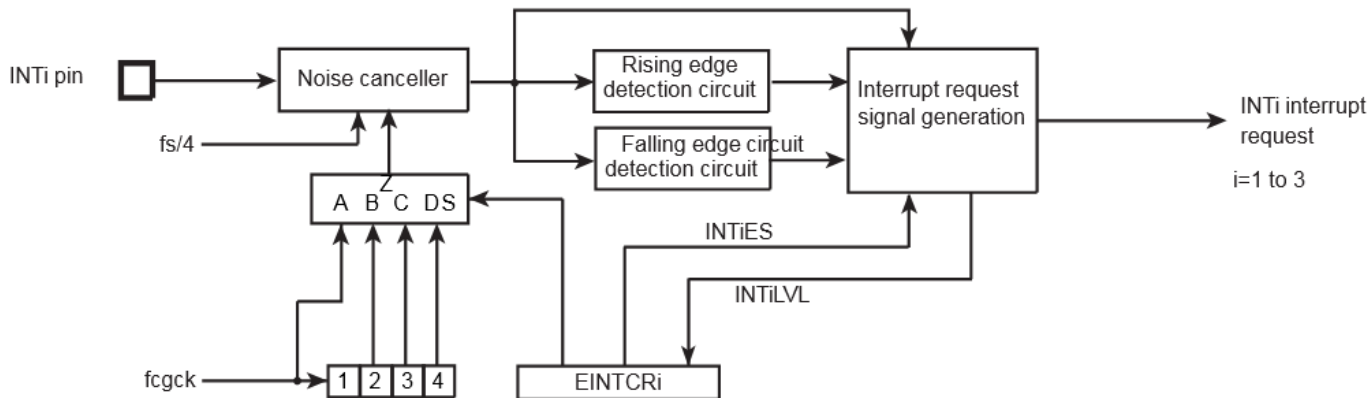 INTi pin
Noise canceller
Rising edge
detection circuit
Interrupt request
signal generation
INTi interrupt
request
i=1 to 3
fs/4
Falling edge circuit
detection circuit
Z
A B C D S
INTiES
INTiLVL
fcgck
1 2 3 4
EINTCRi